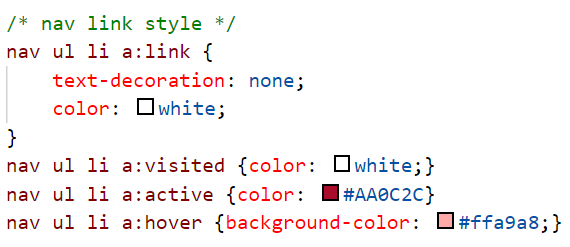 /* nav link style */
nav ul li a:link {
    text-decoration: none;
    color: white;
}
nav ul li a:visited {color: white;}
nav ul li a:active {color: #AA0C2C}
nav ul li a:hover {background-color: #ffa9a8;}